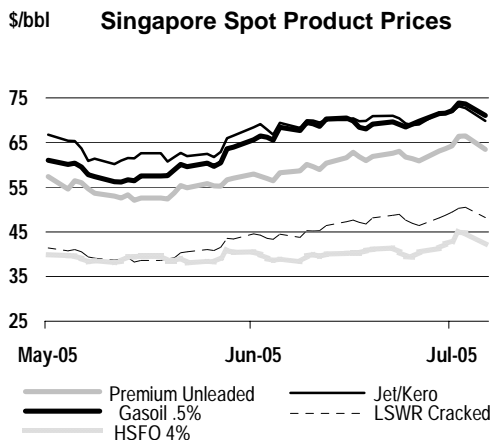 $/bbl Singapore Spot Product Prices
75
65
55
45
35
25
May-05 Jun-05 Jul-05
Premium Unleaded Jet/Kero
Gasoil .5% LSWR Cracked
HSFO 4%